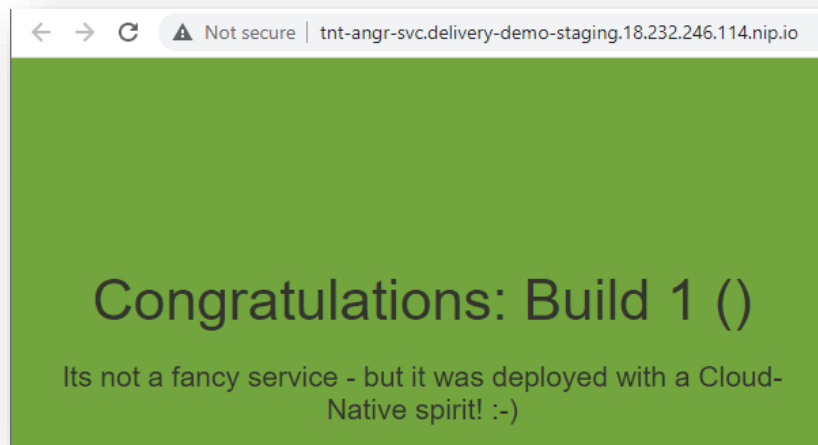 Not secure tnt-angr-svc.delivery-demo-staging.18.232.246.114.nip.io
Congratulations: Build 1 ()
Its not a fancy service - but it was deployed with a Cloud-
Native spirit! :-)